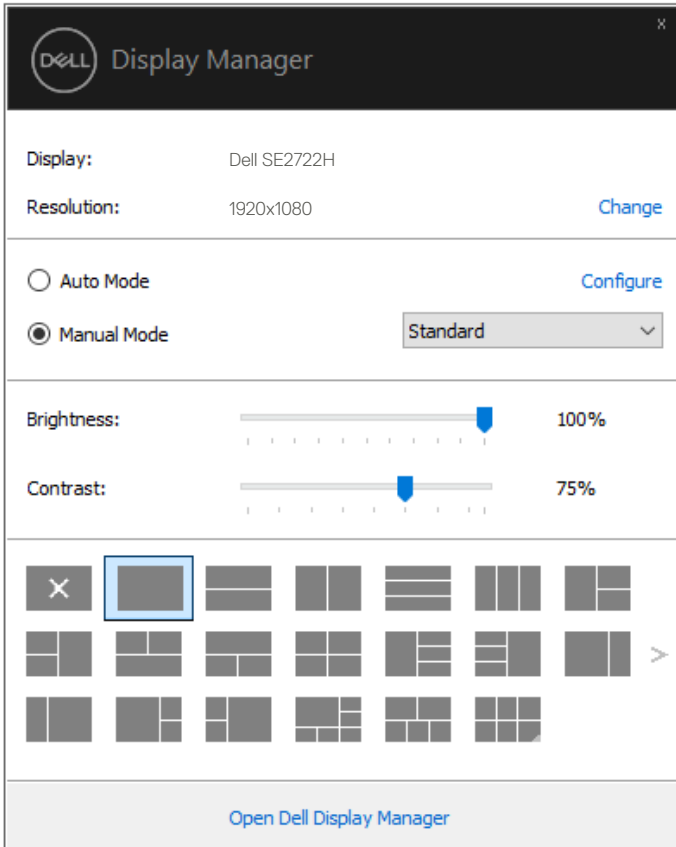 x
DELL Display Manager
Display: Dell SE2722H
Resolution: 1920x1080 Change
Auto Mode Configure
Manual Mode Standard
Brightness: 100%
Contrast: 75%
Open Dell Display Manager